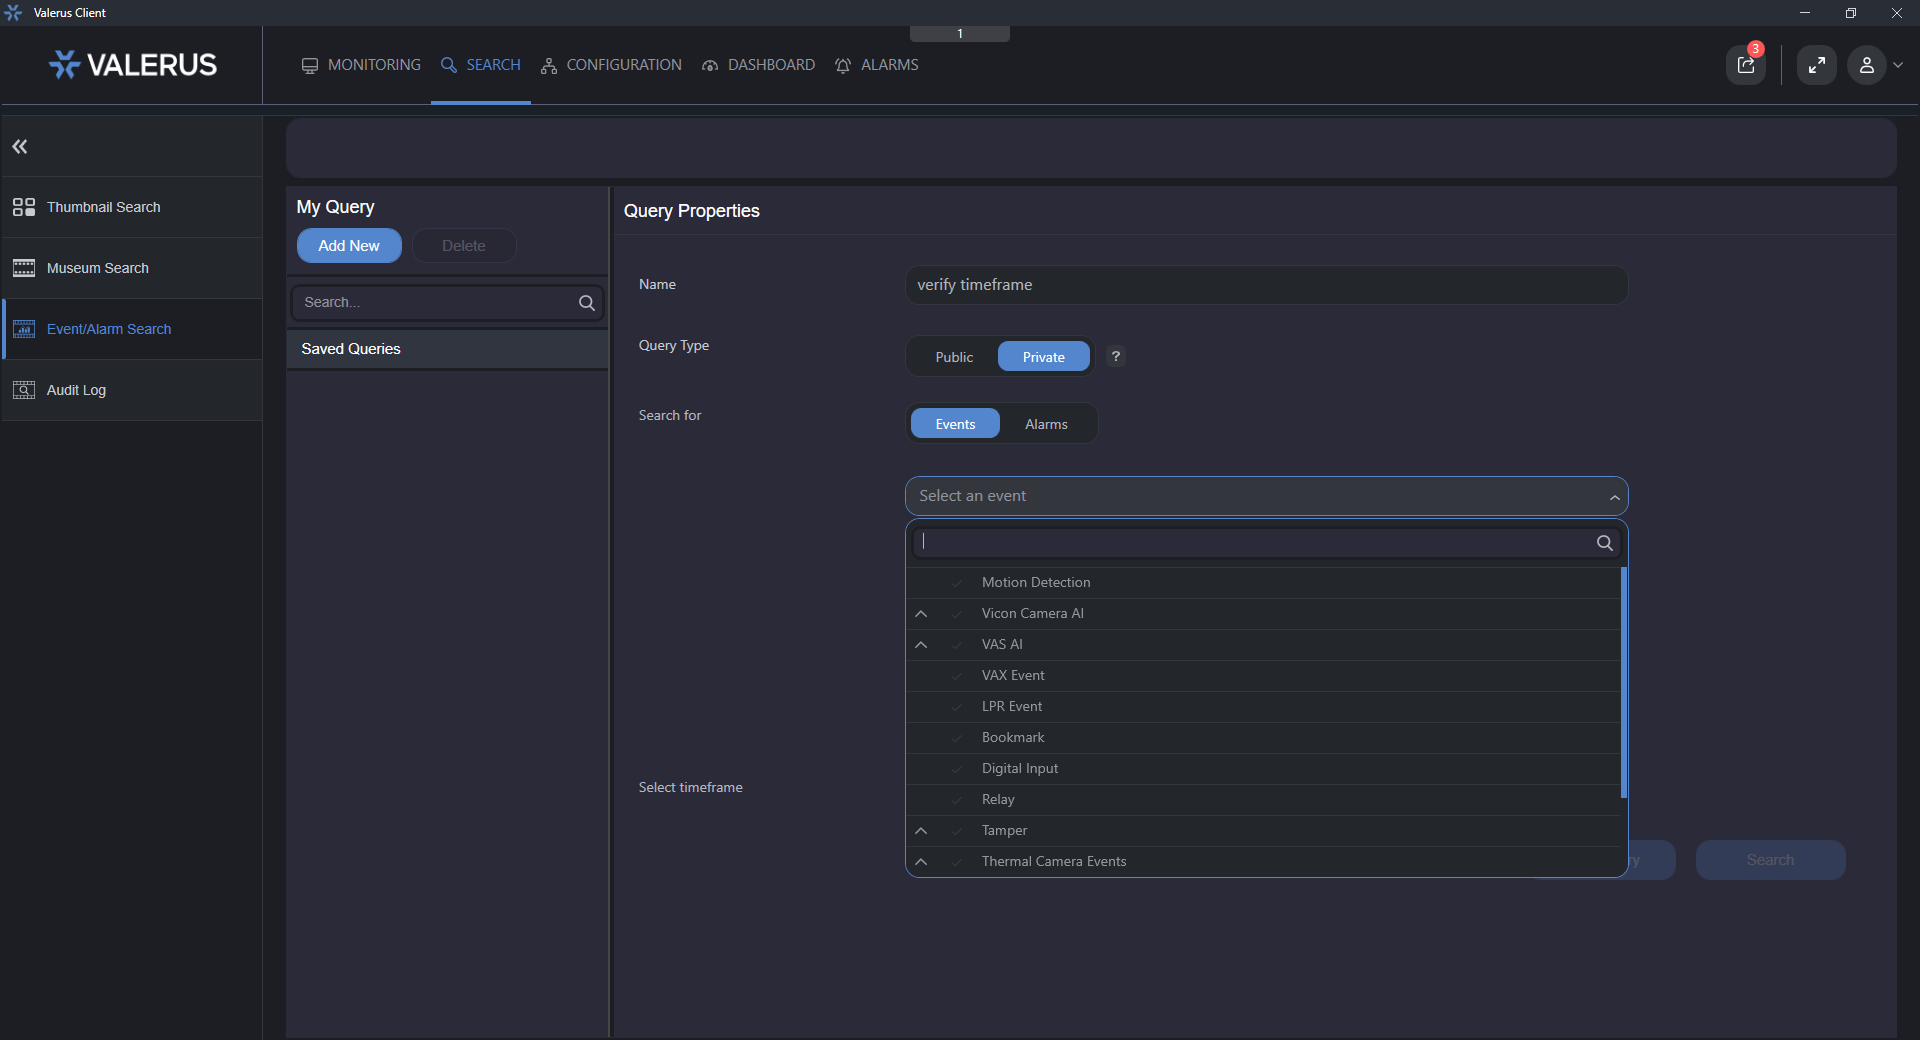 Valerus Client
1
VALERUS
MONITORING
SEARCH
CONFIGURATION
DASHBOARD
ALARMS
3
Thumbnail Search
Museum Search
Event/Alarm Search
Audit Log
My Query
Add New
Delete
Search...
Saved Queries
Query Properties
Name
verify timeframe
Query Type
Public
Private
?
Search for
Events
Alarms
Select an event
Motion Detection
Vicon Camera AI
VAS AI
VAX Event
LPR Event
Bookmark
Digital Input
Relay
Tamper
Thermal Camera Events
Select timeframe
Search